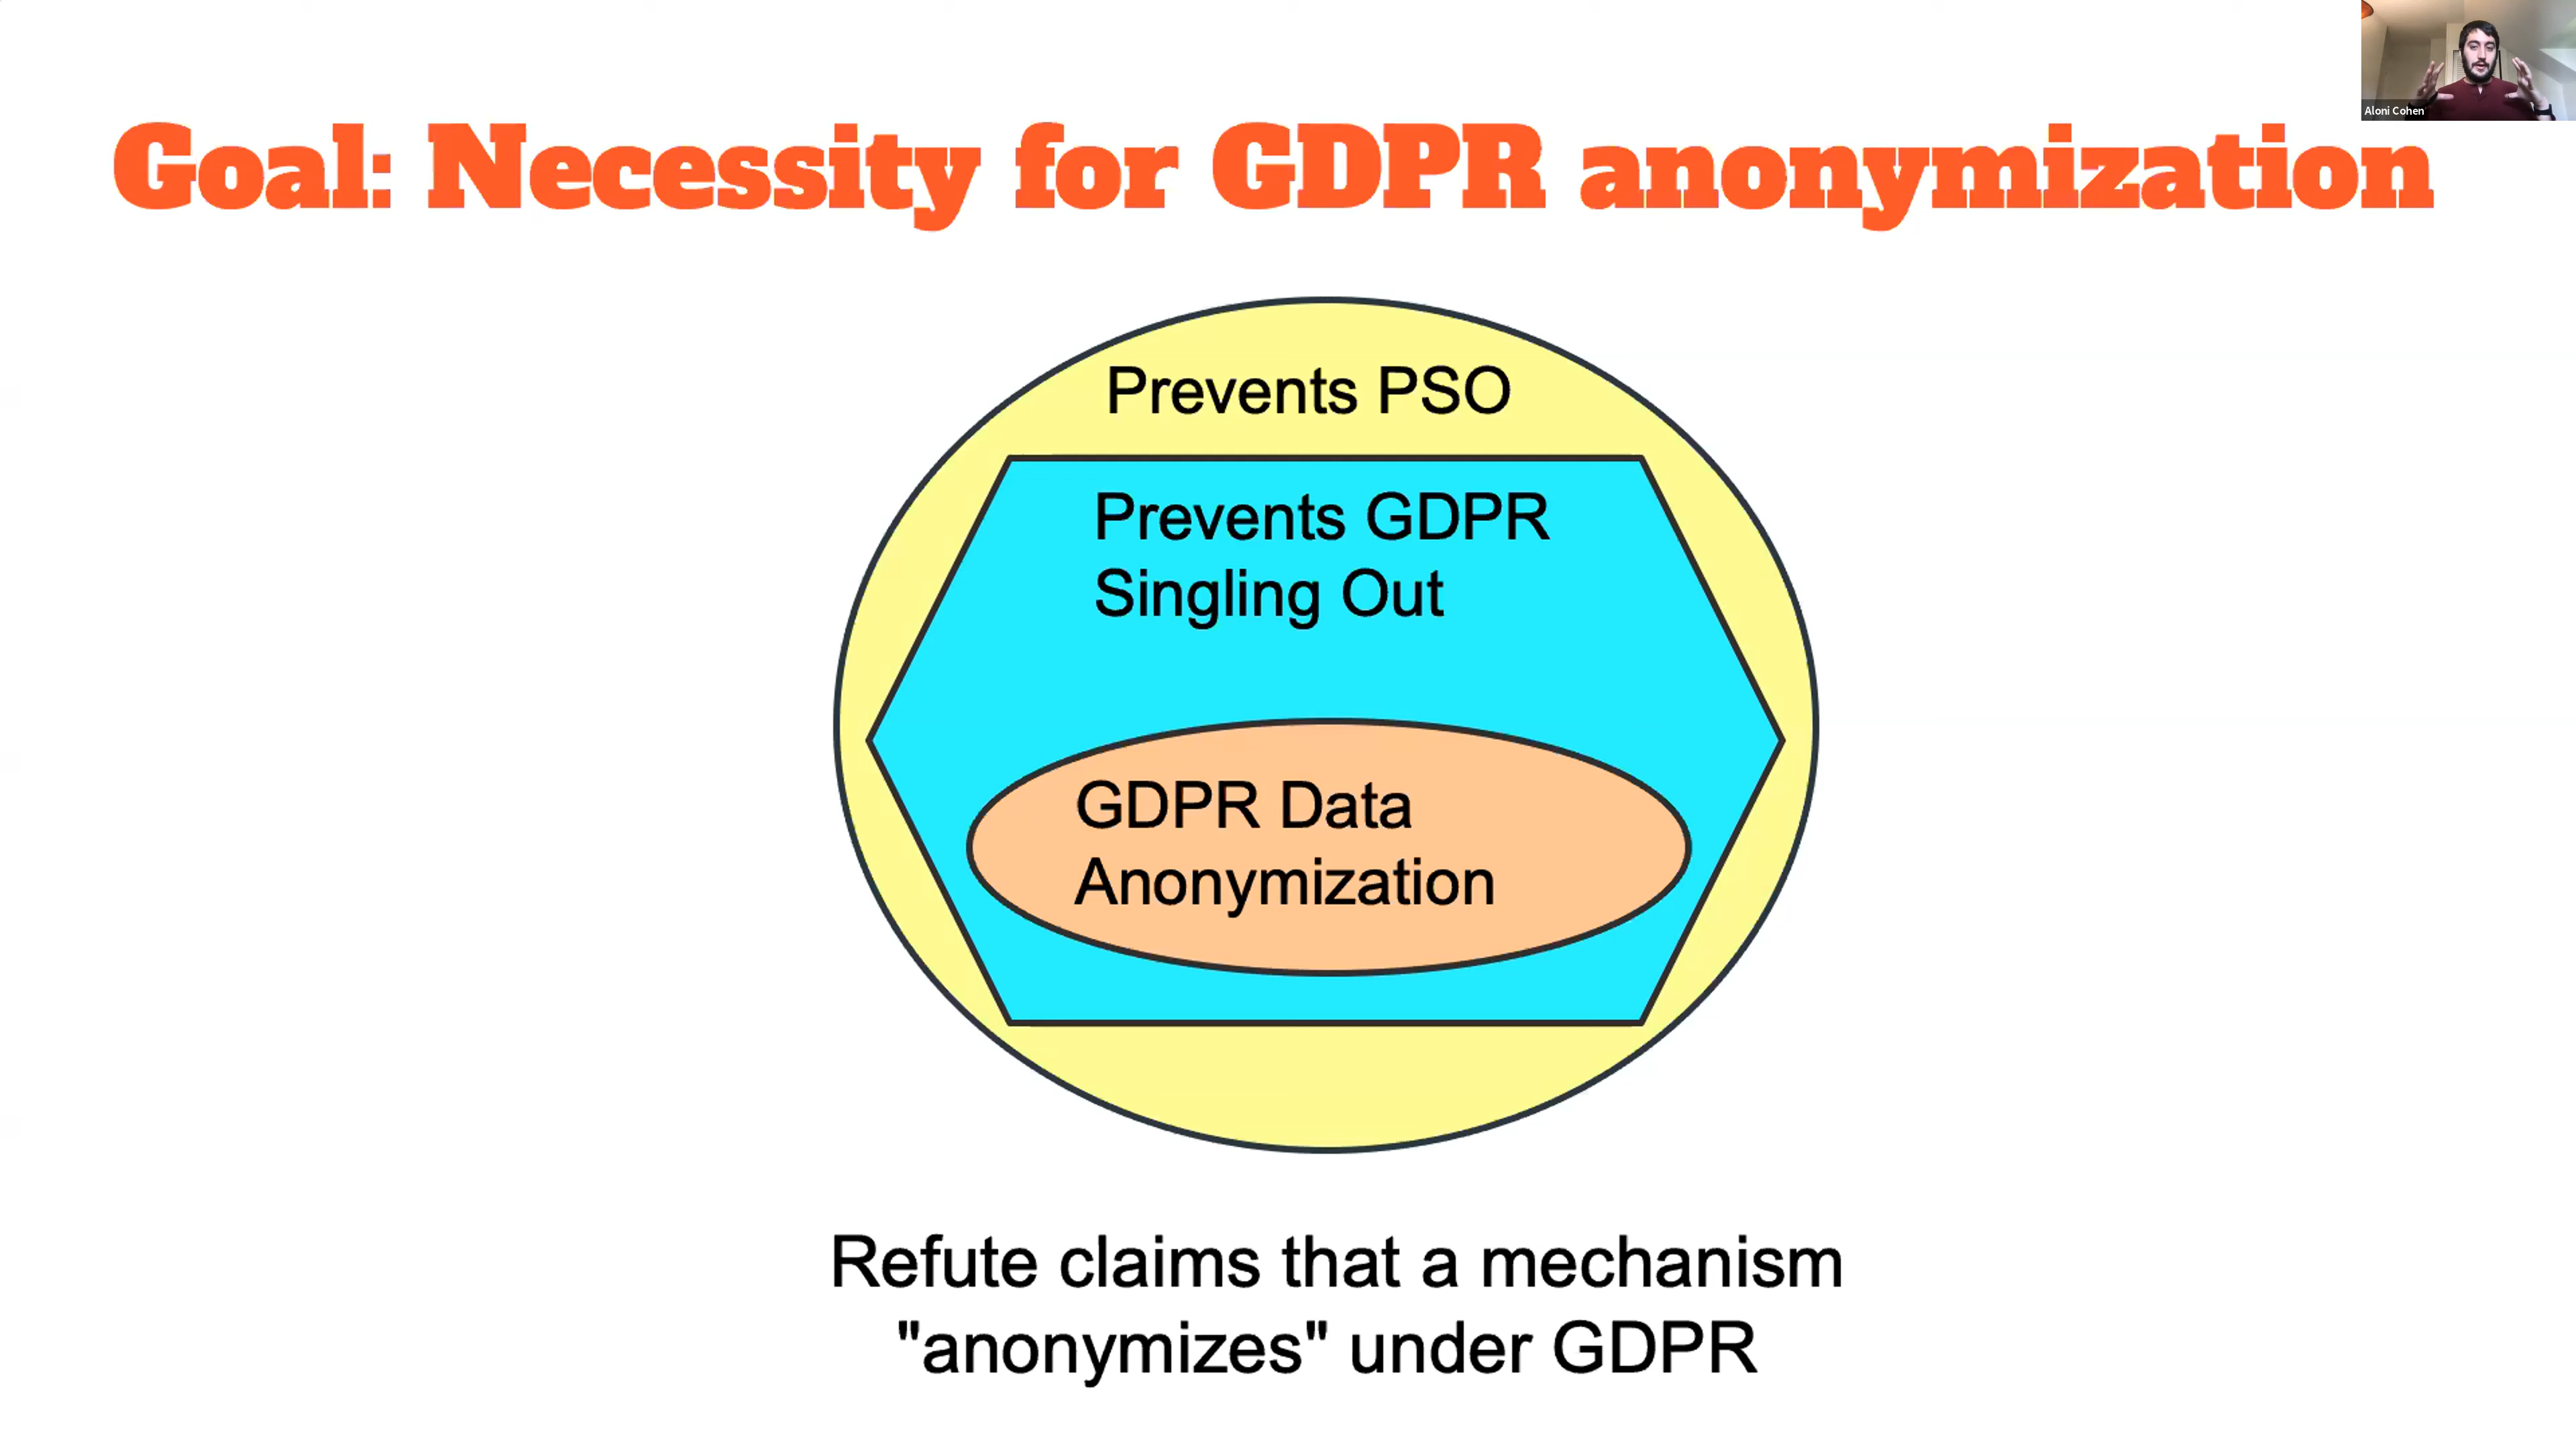 Aloni Cohen
Goal: Necessity for GDPR anonymization
Prevents PSO
Prevents GDPR
Singling Out
GDPR Data
Anonymization
Refute claims that a mechanism
"anonymizes" under GDPR